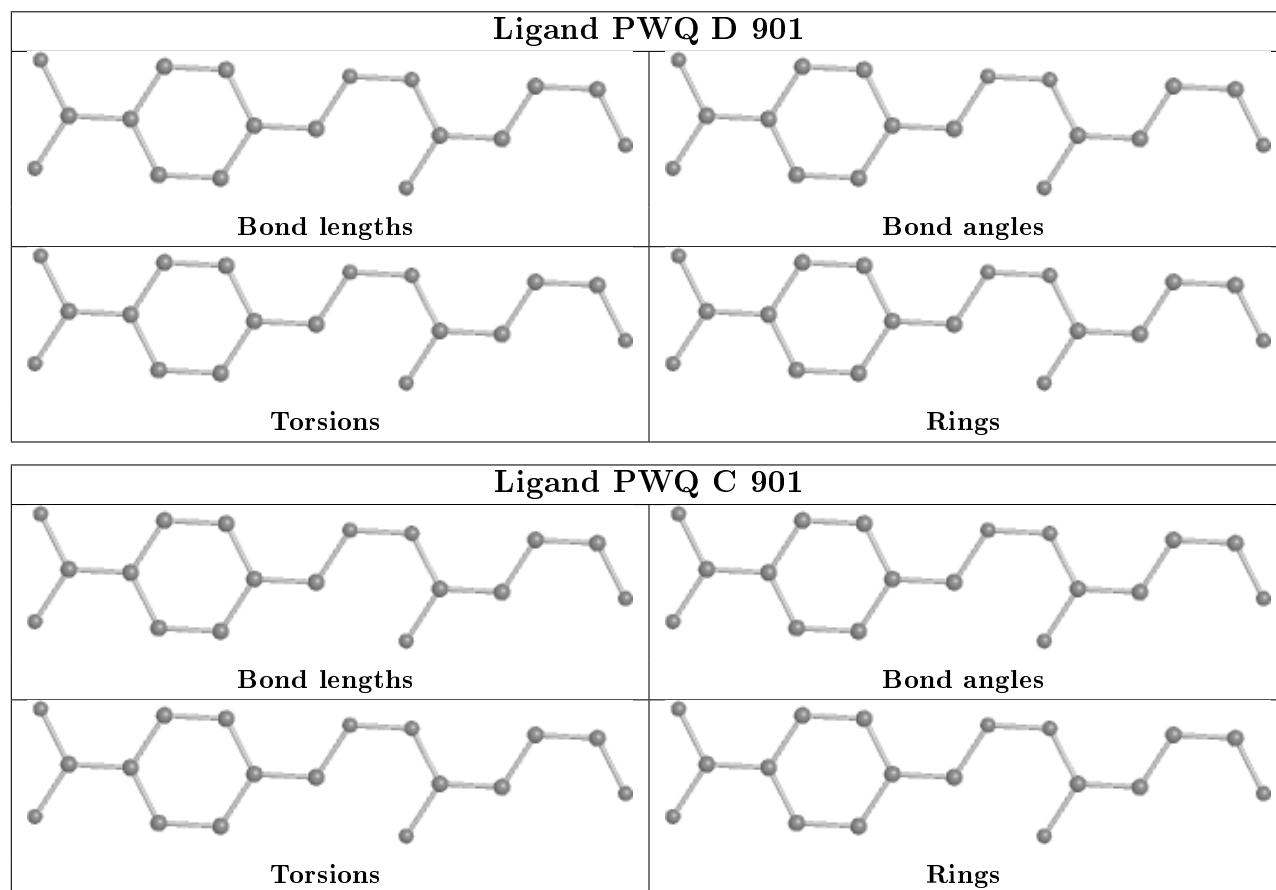 Ligand PWQ D 901
Bond lengths
Bond angles
Torsions
Rings
Ligand PWQ C 901
Bond lengths
Bond angles
Torsions
Rings